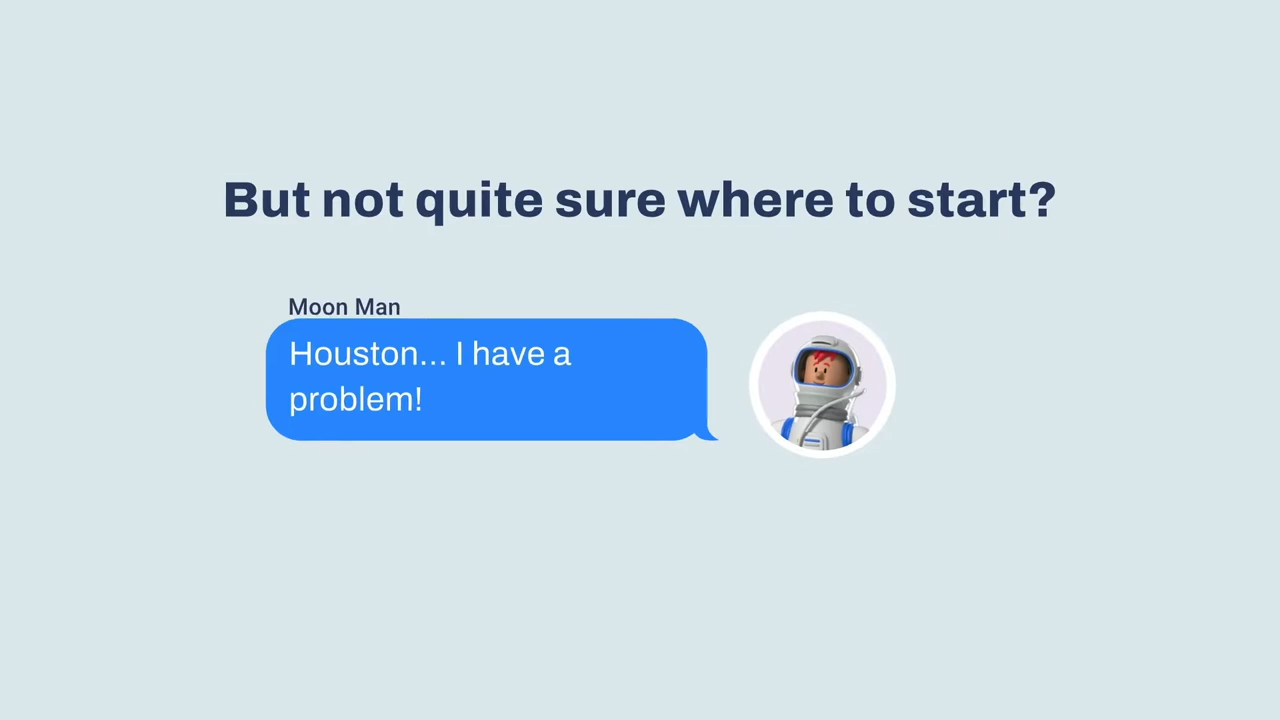 But not quite sure where to start?
Moon Man
Houston... I have a
problem!